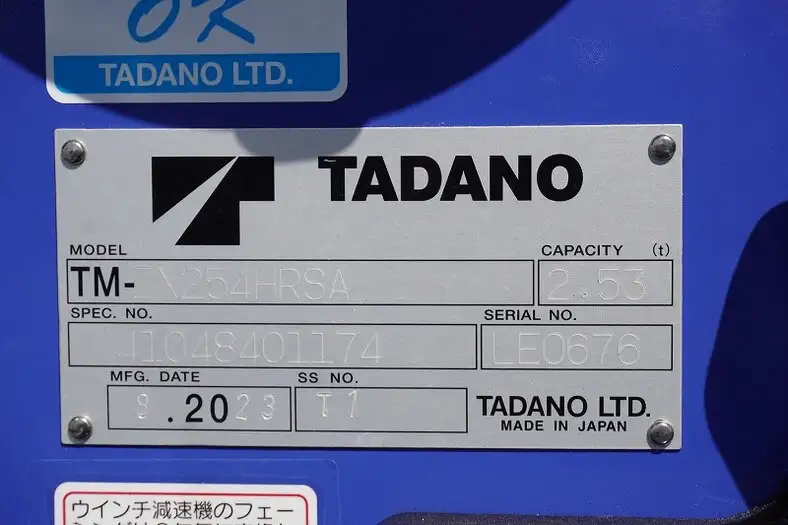 OK
TADANO LTD.
TADANO
MODEL
CAPACITY (t)
TM-ZX254HRSA
2.53
SPEC. NO.
SERIAL NO.
J1048401174
LE0676
MFG. DATE
SS NO.
8.2023
T1
TADANO LTD.
MADE IN JAPAN
ウインチ減速機のフェー